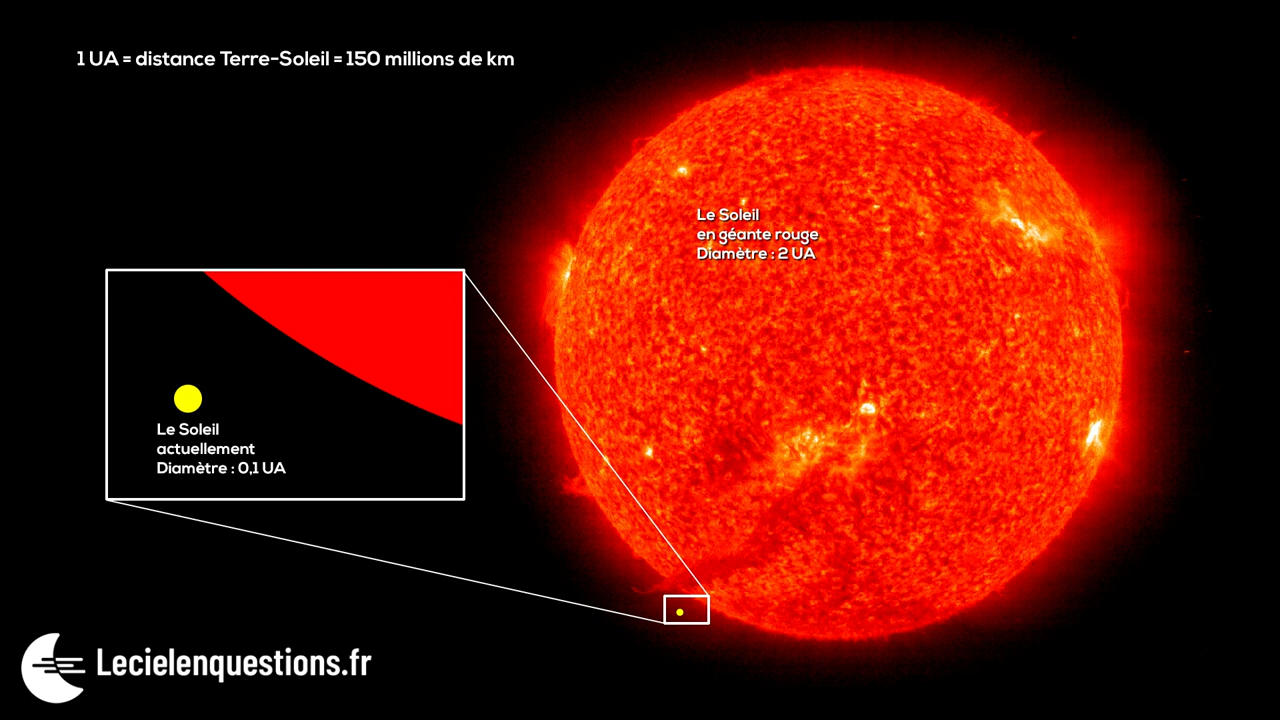 1 UA = distance Terre-Soleil = 150 millions de km
Le Soleil
en géante rouge
Diamètre : 2 UA
Le Soleil
actuellement
Diamètre : 0,1 UA
Lecielenquestions.fr